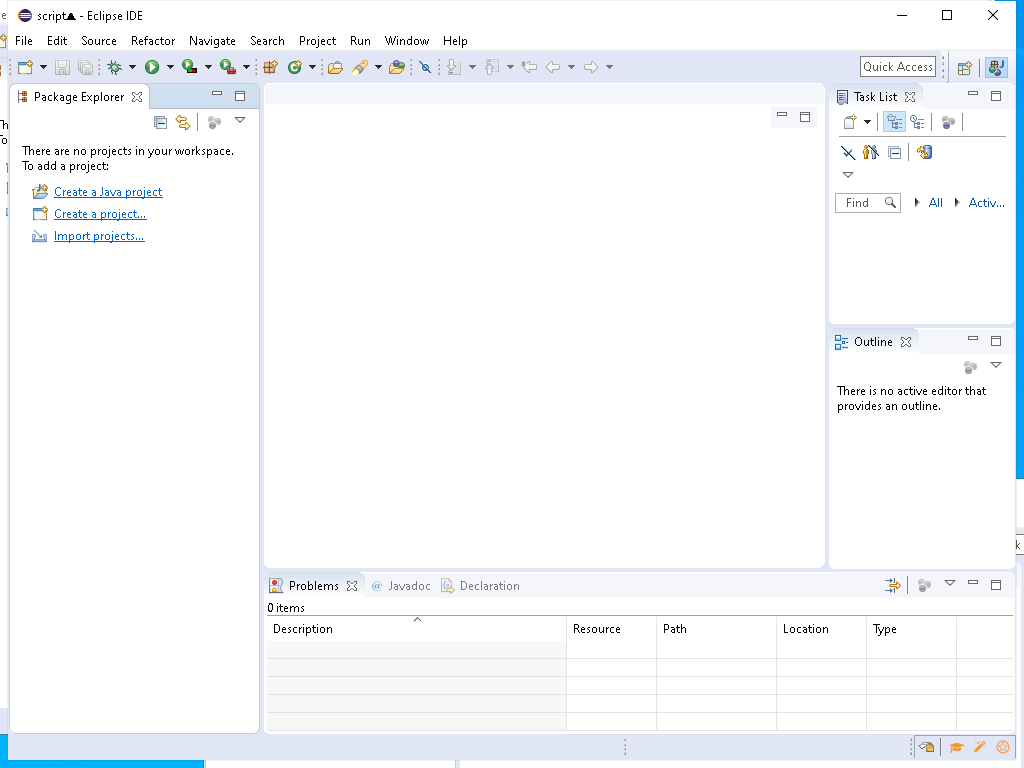 script▲ - Eclipse IDE
File Edit Source Refactor Navigate Search Project Run Window Help
Quick Access
Package Explorer
There are no projects in your workspace.
To add a project:
Create a Java project
Create a project...
Import projects...
Task List
Find All Activ...
Outline
There is no active editor that
provides an outline.
Problems @ Javadoc Declaration
0 items
Description Resource Path Location Type